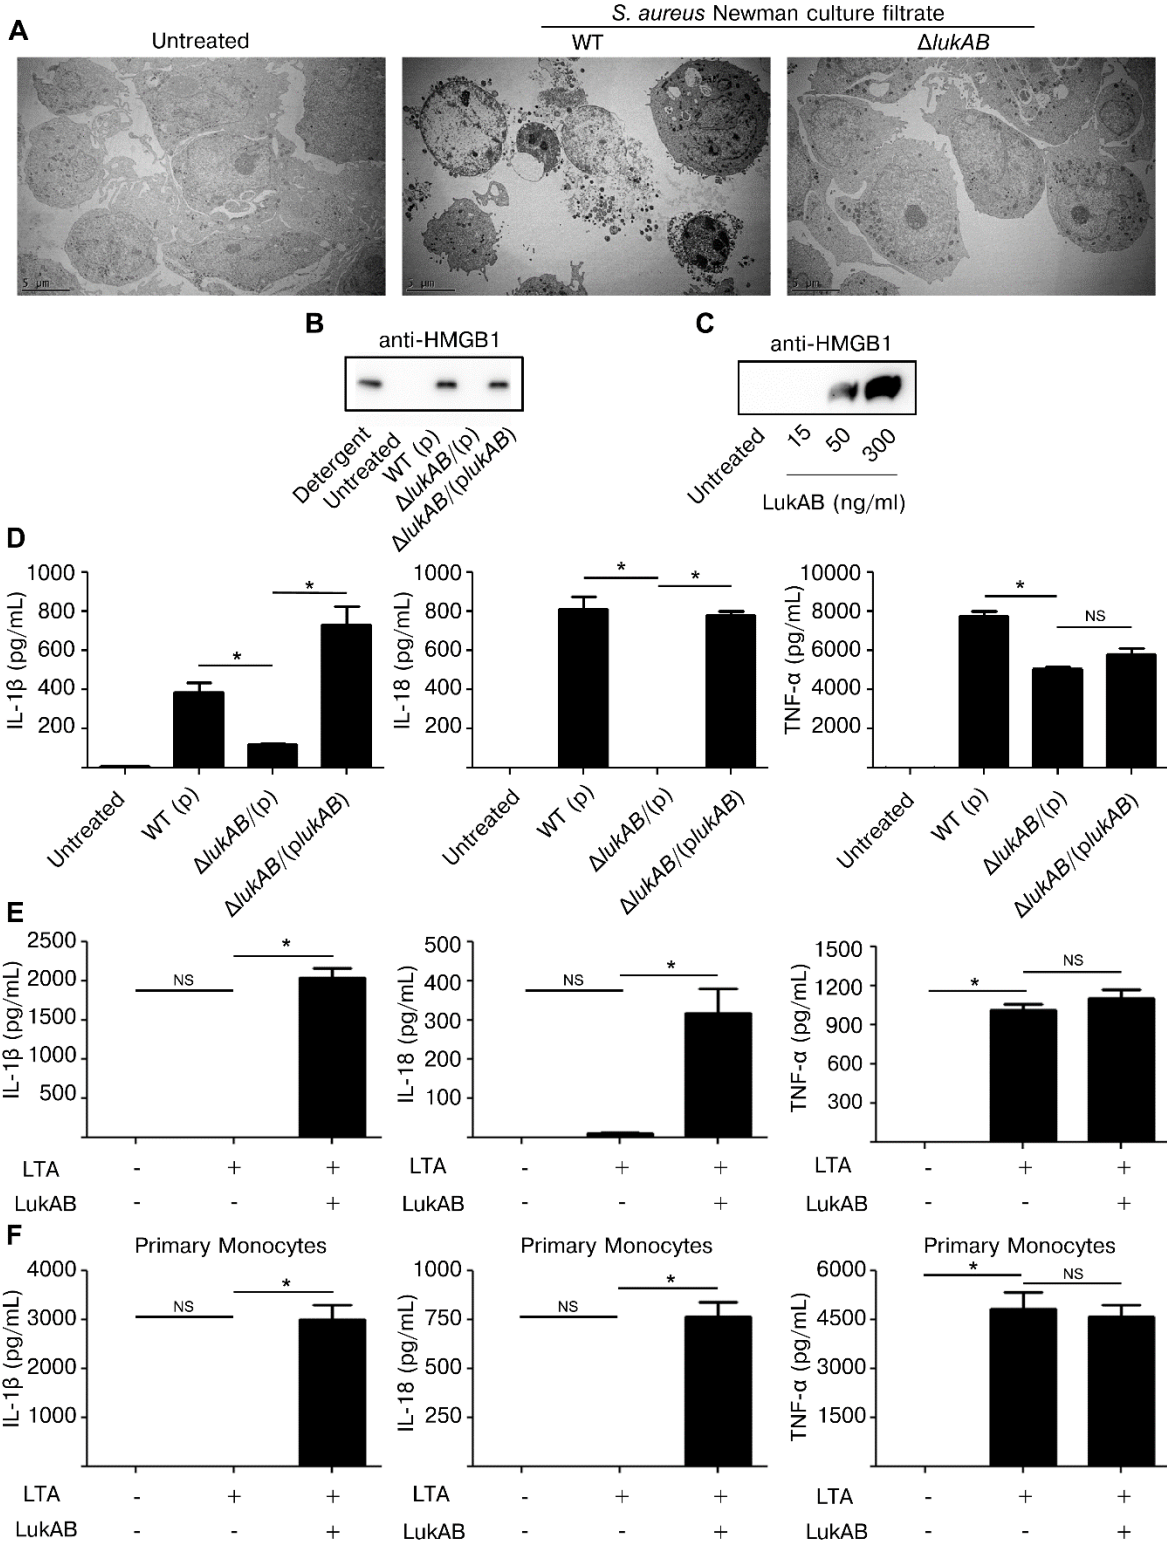 A
S. aureus Newman culture filtrate
Untreated
WT
ΔlukAB
5 µm
5 µm
5 µm
B
anti-HMGB1
Detergent
Untreated
WT (p)
ΔlukAB/(p)
ΔlukAB/(plukAB)
C
anti-HMGB1
Untreated
15
50
300
LukAB (ng/ml)
D
IL-1β (pg/mL)
1000
800
600
400
200
*
*
Untreated
WT (p)
ΔlukAB/(p)
ΔlukAB/(plukAB)
IL-18 (pg/mL)
1000
800
600
400
200
*
*
Untreated
WT (p)
ΔlukAB/(p)
ΔlukAB/(plukAB)
TNF-α (pg/mL)
10000
8000
6000
4000
2000
*
NS
Untreated
WT (p)
ΔlukAB/(p)
ΔlukAB/(plukAB)
E
IL-1β (pg/mL)
2500
2000
1500
1000
500
NS
*
LTA - + +
LukAB - - +
IL-18 (pg/mL)
500
400
300
200
100
NS
*
LTA - + +
LukAB - - +
TNF-α (pg/mL)
1500
1200
900
600
300
*
NS
LTA - + +
LukAB - - +
F
Primary Monocytes
IL-1β (pg/mL)
4000
3000
2000
1000
NS
*
LTA - + +
LukAB - - +
Primary Monocytes
IL-18 (pg/mL)
1000
750
500
250
NS
*
LTA - + +
LukAB - - +
Primary Monocytes
TNF-α (pg/mL)
6000
4500
3000
1500
*
NS
LTA - + +
LukAB - - +